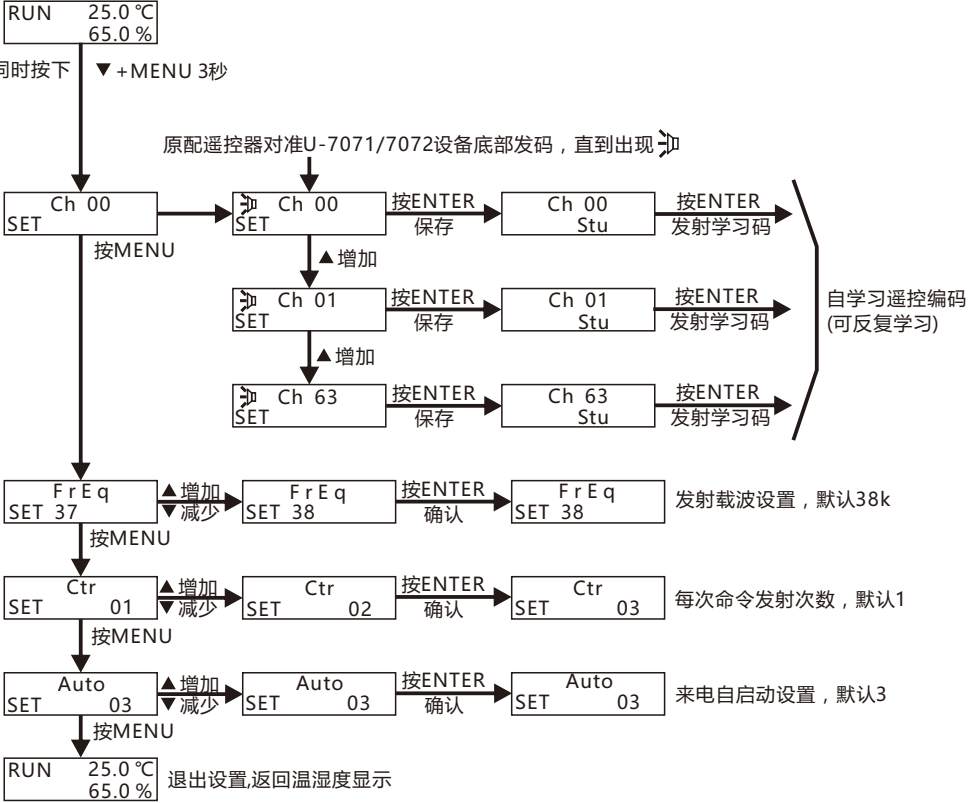 RUN 25.0 ℃
65.0 %
同时按下 ▼ +MENU 3秒
原配遥控器对准U-7071/7072设备底部发码，直到出现
Ch 00
SET
按MENU
Ch 00
SET
按ENTER
保存
Ch 00
Stu
按ENTER
发射学习码
▲增加
Ch 01
SET
按ENTER
保存
Ch 01
Stu
按ENTER
发射学习码
自学习遥控编码
(可反复学习)
▲增加
Ch 63
SET
按ENTER
保存
Ch 63
Stu
按ENTER
发射学习码
FrEq
SET 37
▲增加
▼减少
FrEq
SET 38
按ENTER
确认
FrEq
SET 38
发射载波设置，默认38k
按MENU
Ctr
SET 01
▲增加
▼减少
Ctr
SET 02
按ENTER
确认
Ctr
SET 03
每次命令发射次数，默认1
按MENU
Auto
SET 03
▲增加
▼减少
Auto
SET 03
按ENTER
确认
Auto
SET 03
来电自启动设置，默认3
按MENU
RUN 25.0 ℃
65.0 %
退出设置,返回温湿度显示